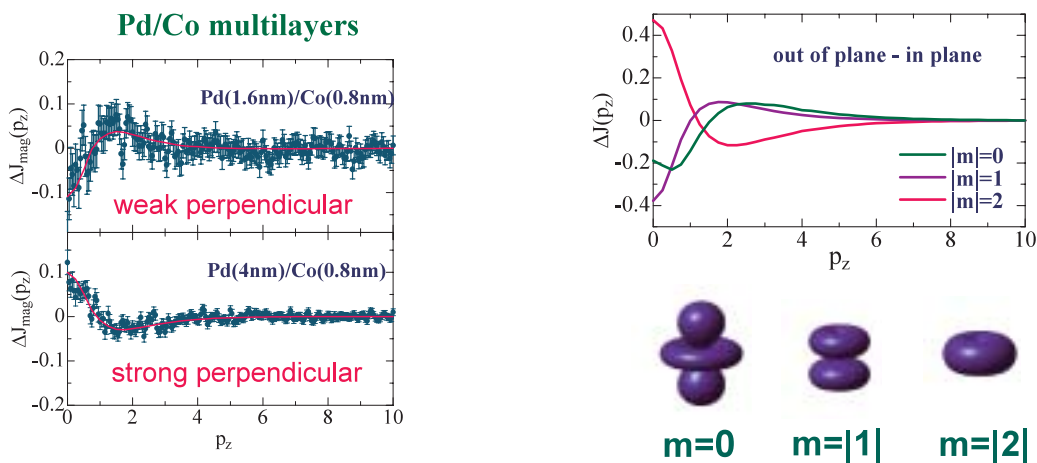 Pd/Co multilayers
0.2
0.1
0
-0.1
ΔJmag(pz)
Pd(1.6nm)/Co(0.8nm)
weak perpendicular
0.1
0
-0.1
-0.2
ΔJmag(pz)
Pd(4nm)/Co(0.8nm)
strong perpendicular
0 2 4 6 8 10
pz
0.4
0.2
0.0
-0.2
-0.4
ΔJ(pz)
out of plane - in plane
|m|=0
|m|=1
|m|=2
0 2 4 6 8 10
pz
m=0 m=|1| m=|2|